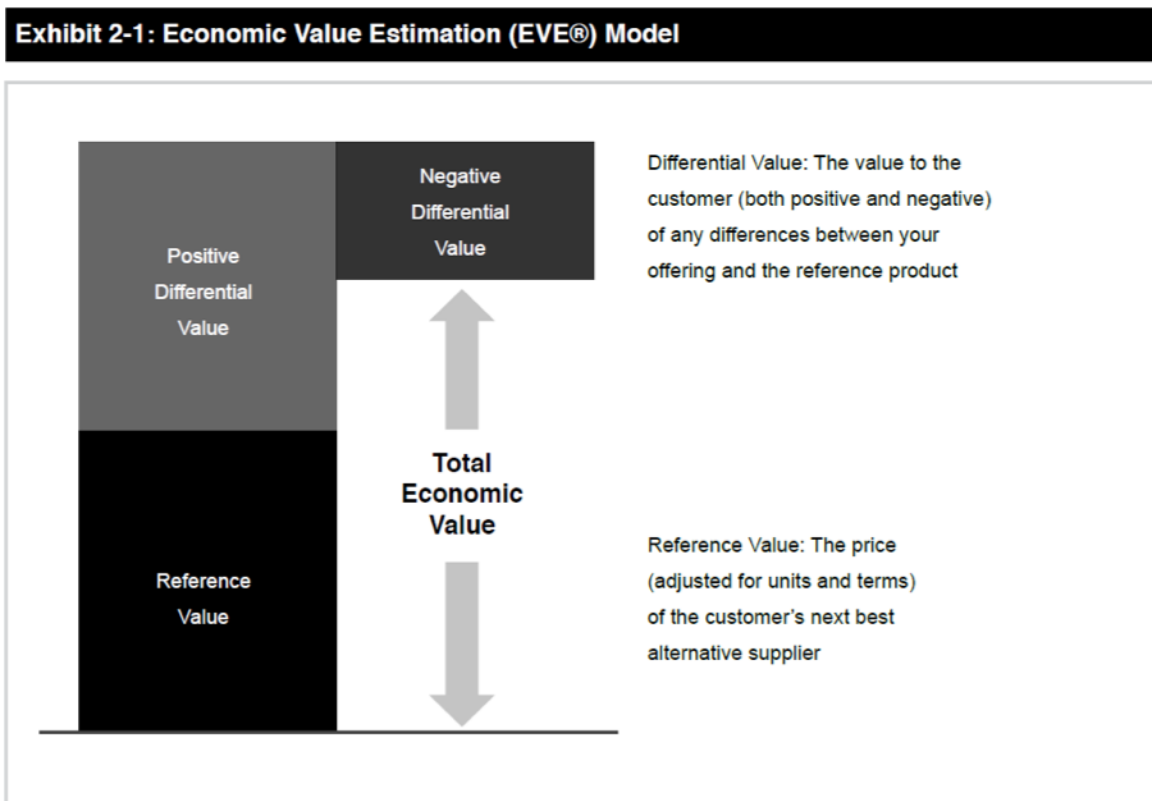 Exhibit 2-1: Economic Value Estimation (EVE®) Model
Positive
Differential
Value
Reference
Value
Negative
Differential
Value
Total
Economic
Value
Differential Value: The value to the
customer (both positive and negative)
of any differences between your
offering and the reference product
Reference Value: The price
(adjusted for units and terms)
of the customer's next best
alternative supplier